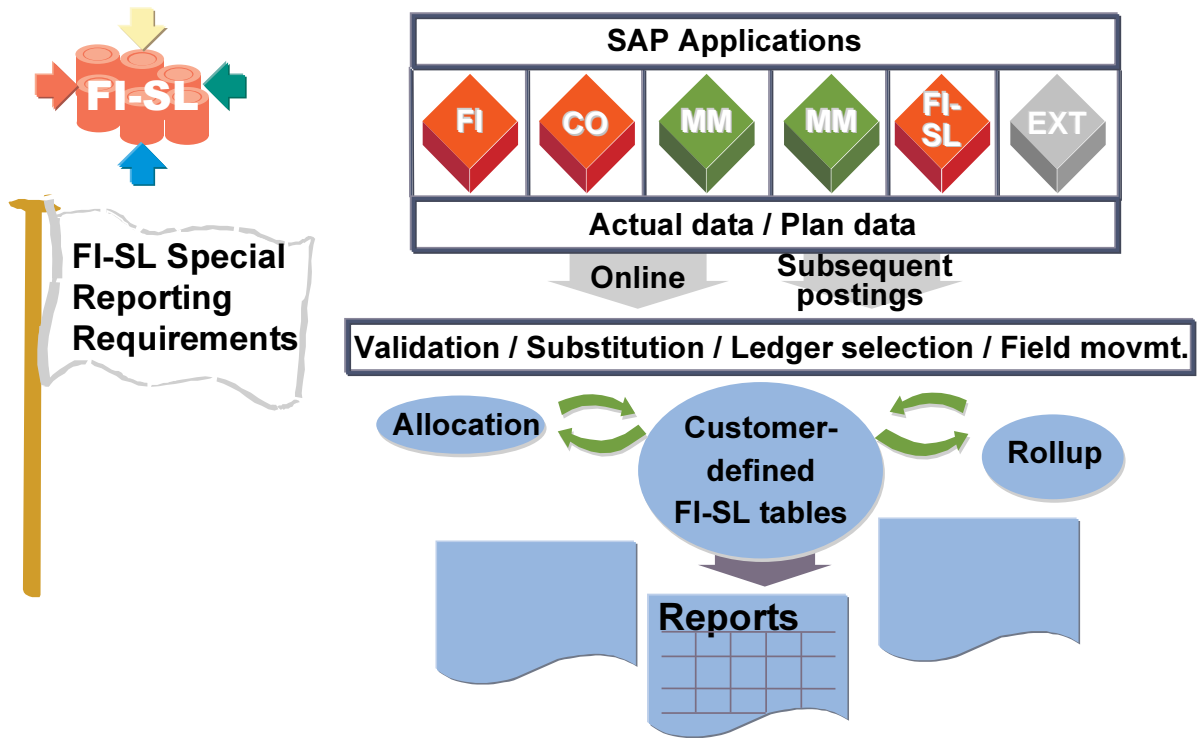 FI-SL
SAP Applications
FI
CO
MM
MM
FI-
SL
EXT
Actual data / Plan data
FI-SL Special
Reporting
Requirements
Online
Subsequent
postings
Validation / Substitution / Ledger selection / Field movmt.
Allocation
Customer-
defined
FI-SL tables
Rollup
Reports